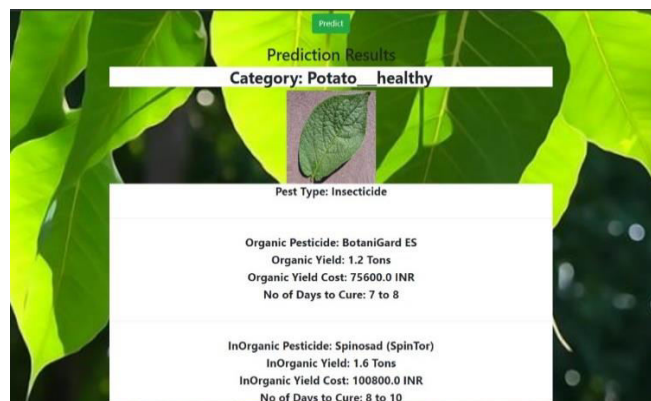 Predict
Prediction Results
Category: Potato___healthy
Pest Type: Insecticide
Organic Pesticide: BotaniGard ES
Organic Yield: 1.2 Tons
Organic Yield Cost: 75600.0 INR
No of Days to Cure: 7 to 8
InOrganic Pesticide: Spinosad (SpinTor)
InOrganic Yield: 1.6 Tons
InOrganic Yield Cost: 100800.0 INR
No of Days to Cure: 8 to 10